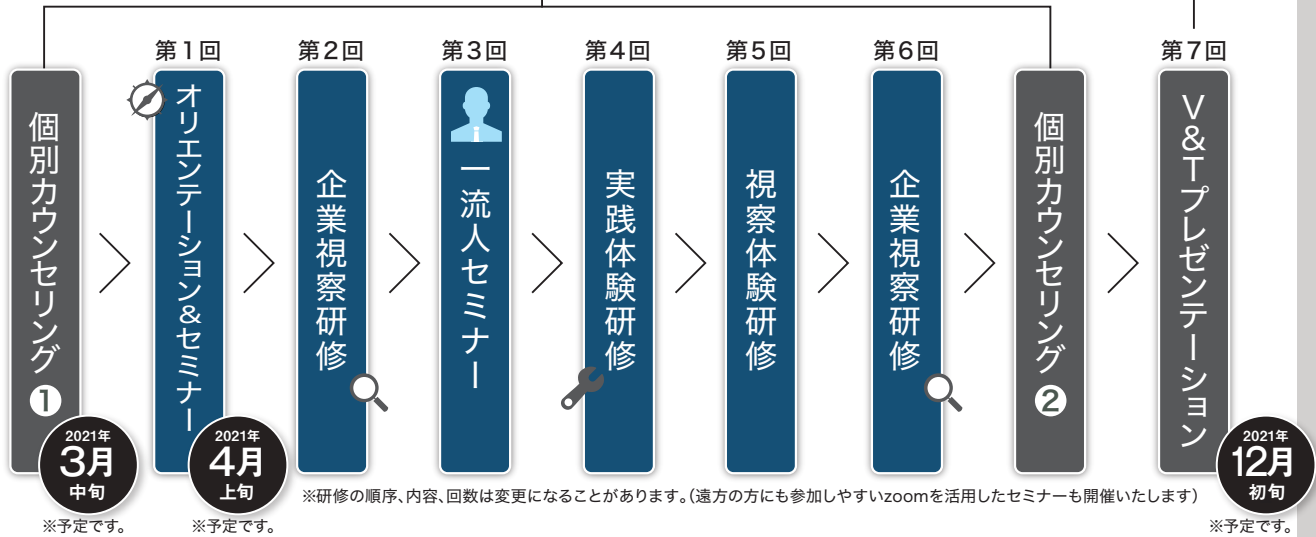 個別カウンセリング ❶
2021年
3月
中旬
※予定です。
第1回
オリエンテーション&セミナー
2021年
4月
上旬
※予定です。
第2回
企業視察研修
第3回
一流人セミナー
第4回
実践体験研修
第5回
視察体験研修
第6回
企業視察研修
個別カウンセリング ❷
第7回
V&Tプレゼンテーション
2021年
12月
初旬
※予定です。
※研修の順序、内容、回数は変更になることがあります。(遠方の方にも参加しやすいzoomを活用したセミナーも開催いたします)